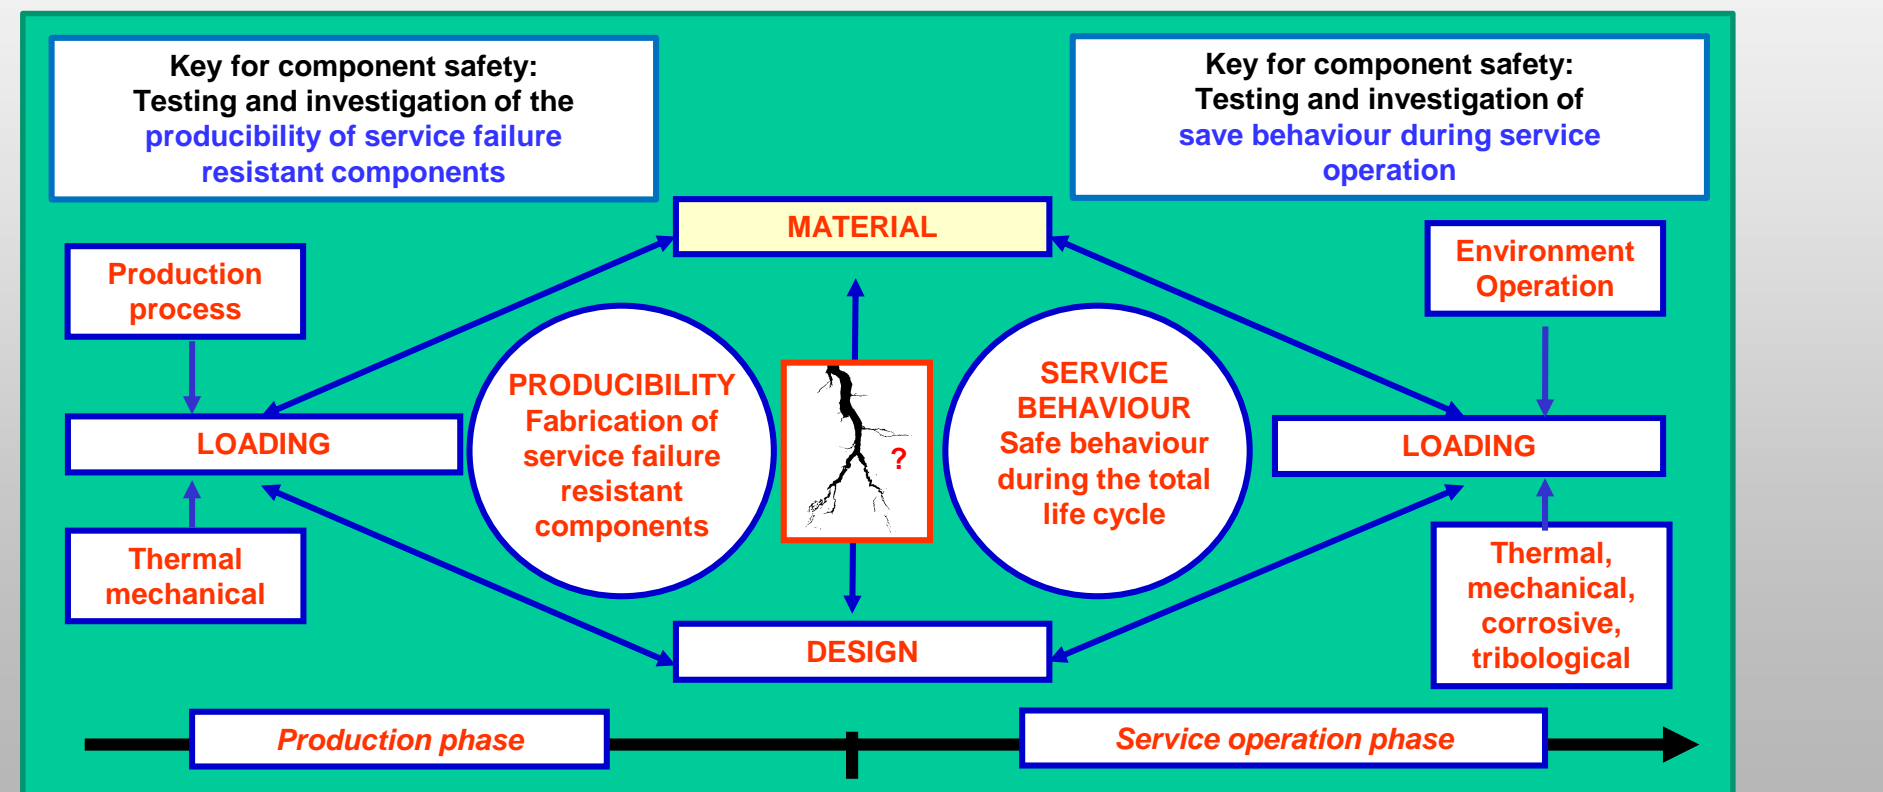 Key for component safety:
Testing and investigation of the
producibility of service failure
resistant components
Key for component safety:
Testing and investigation of
save behaviour during service
operation
MATERIAL
Production
process
Environment
Operation
PRODUCIBILITY
Fabrication of
service failure
resistant
components
?
SERVICE
BEHAVIOUR
Safe behaviour
during the total
life cycle
LOADING
LOADING
Thermal
mechanical
Thermal,
mechanical,
corrosive,
tribological
DESIGN
Production phase
Service operation phase